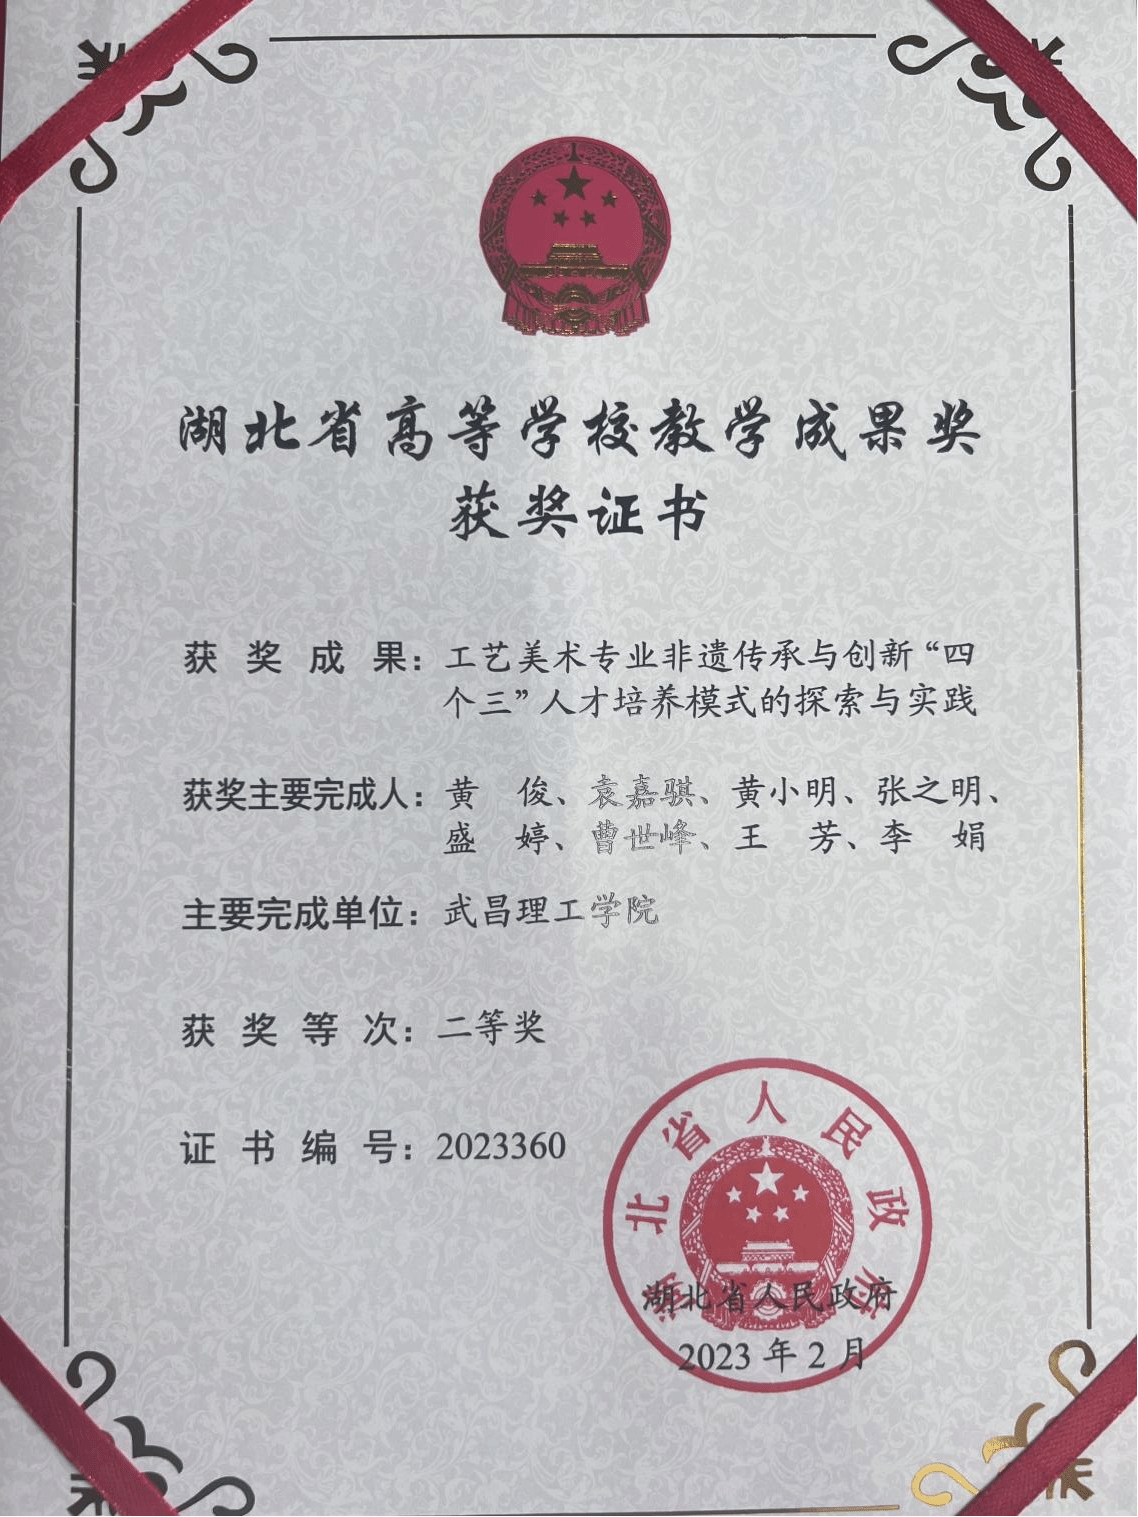 湖北省高等学校教学成果奖
获奖证书
获奖成果：工艺美术专业非遗传承与创新“四
个三”人才培养模式的探索与实践
获奖主要完成人：黄　俊、袁嘉骐、黄小明、张之明、
盛　婷、曹世峰、王　芳、李　娟
主要完成单位：武昌理工学院
获奖等次：二等奖
证书编号：2023360
湖北省人民政府
湖北省人民政府
2023年2月